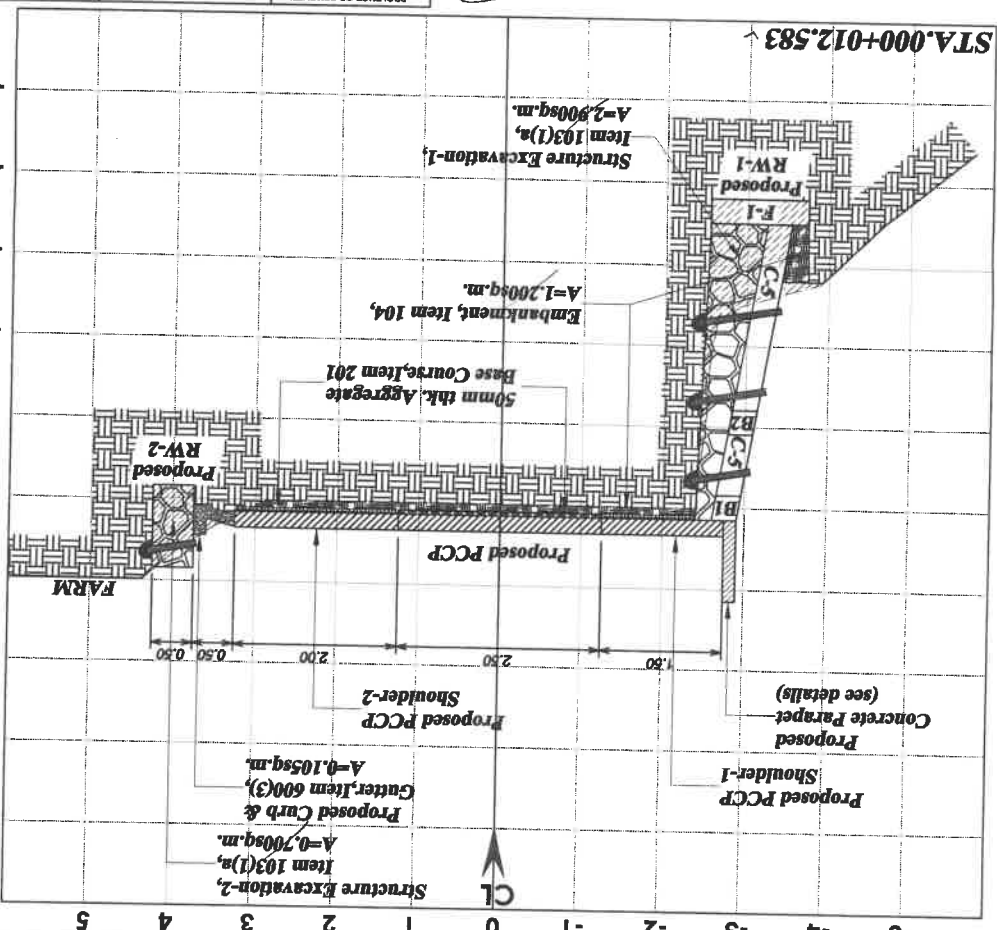 -4 -3 -2 -1 0 1 2 3 4 5
CL
Structure Excavation-2,
Item 103(1)a,
A=0.700sq.m.
Proposed Curb &
Gutter,Item 600(3),
A=0.105sq.m.
Proposed PCCP
Shoulder-1
Proposed
Concrete Parapet
(see details)
Proposed PCCP
Shoulder-2
1.50 2.50 2.00 0.50 0.50
FARM
Proposed PCCP
B1
C-5
B2
C-5
Proposed
RW-2
50mm thk. Aggregate
Base Course,Item 201
Embankment, Item 104,
A=1.200sq.m.
F-1
Proposed
RW-1
Structure Excavation-1,
Item 103(1)a,
A=2.900sq.m.
STA.000+012.583